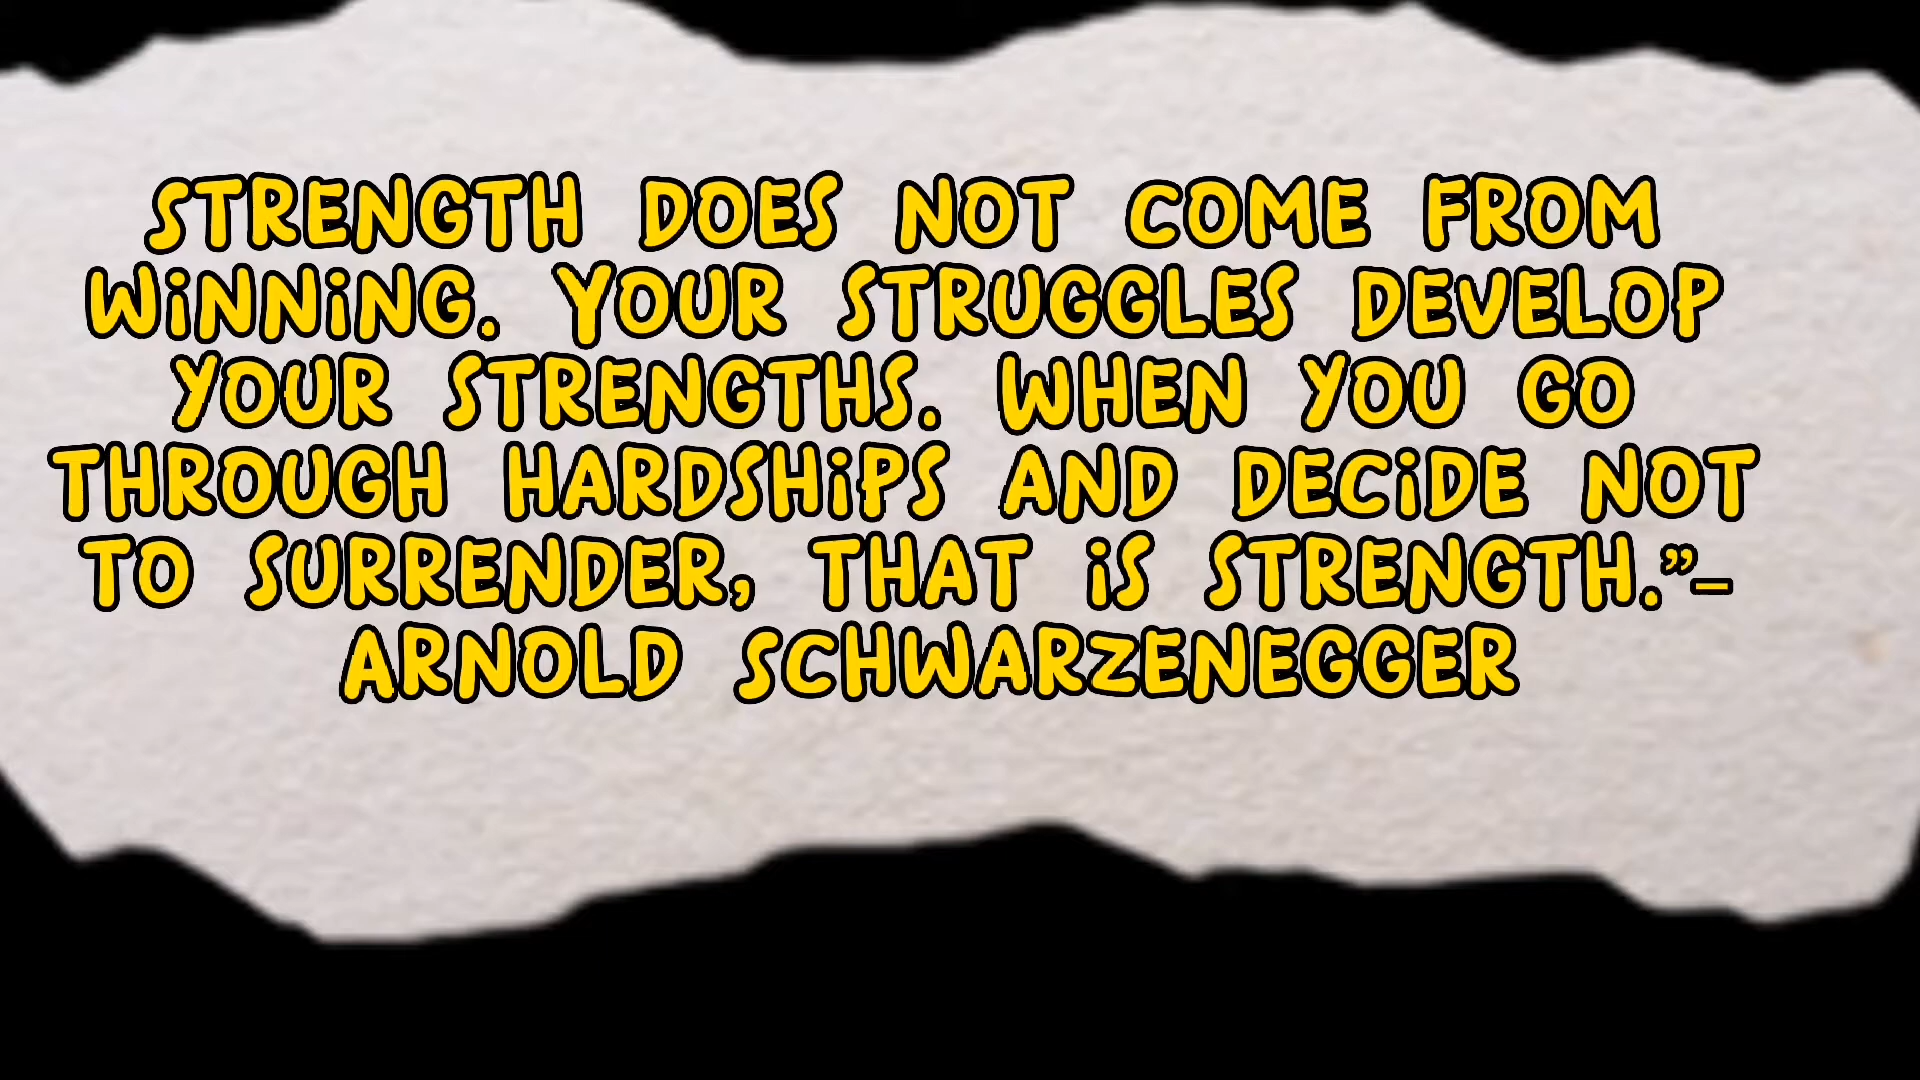 STRENGTH DOES NOT COME FROM
WiNNiNG. YOUR STRUGGLES DEVELOP
YOUR STRENGTHS. WHEN YOU GO
THROUGH HARDSHiPS AND DECiDE NOT
TO SURRENDER, THAT iS STRENGTH.”–
ARNOLD SCHWARZENEGGER